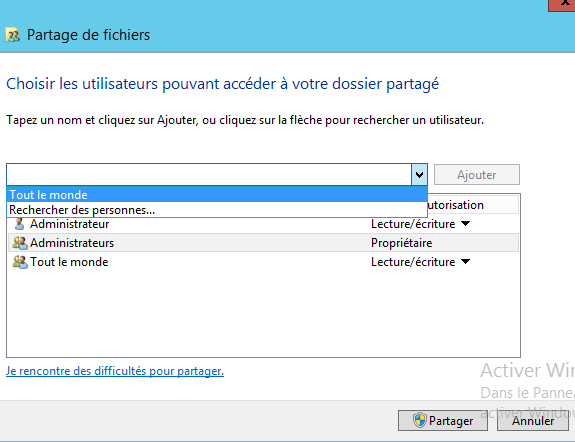 Partage de fichiers
Choisir les utilisateurs pouvant accéder à votre dossier partagé
Tapez un nom et cliquez sur Ajouter, ou cliquez sur la flèche pour rechercher un utilisateur.
Ajouter
Tout le monde
Rechercher des personnes...
Administrateur Lecture/écriture
Administrateurs Propriétaire
Tout le monde Lecture/écriture
Je rencontre des difficultés pour partager.
Activer Win
Dans le Pannea
activer Window
Partager Annuler